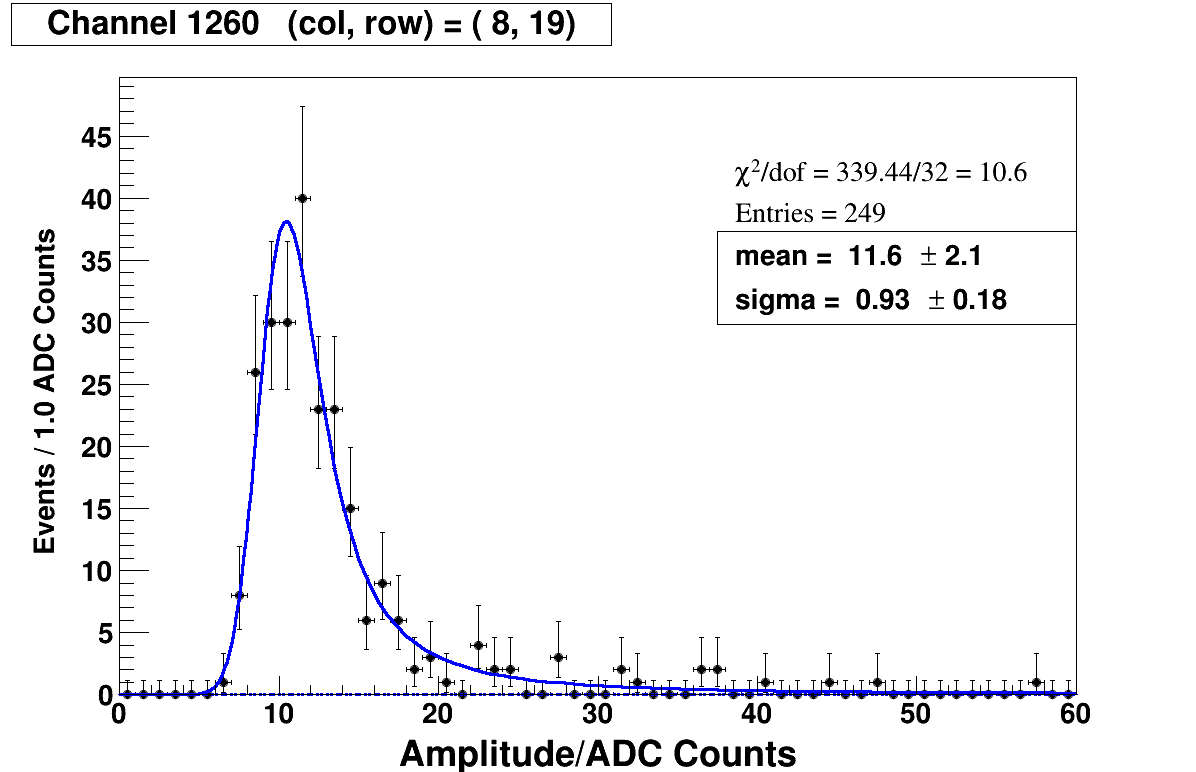 Channel 1260 (col, row) = ( 8, 19)
χ²/dof = 339.44/32 = 10.6
Entries = 249
mean = 11.6 ± 2.1
sigma = 0.93 ± 0.18
Events / 1.0 ADC Counts
45
40
35
30
25
20
15
10
5
0
0 10 20 30 40 50 60
Amplitude/ADC Counts